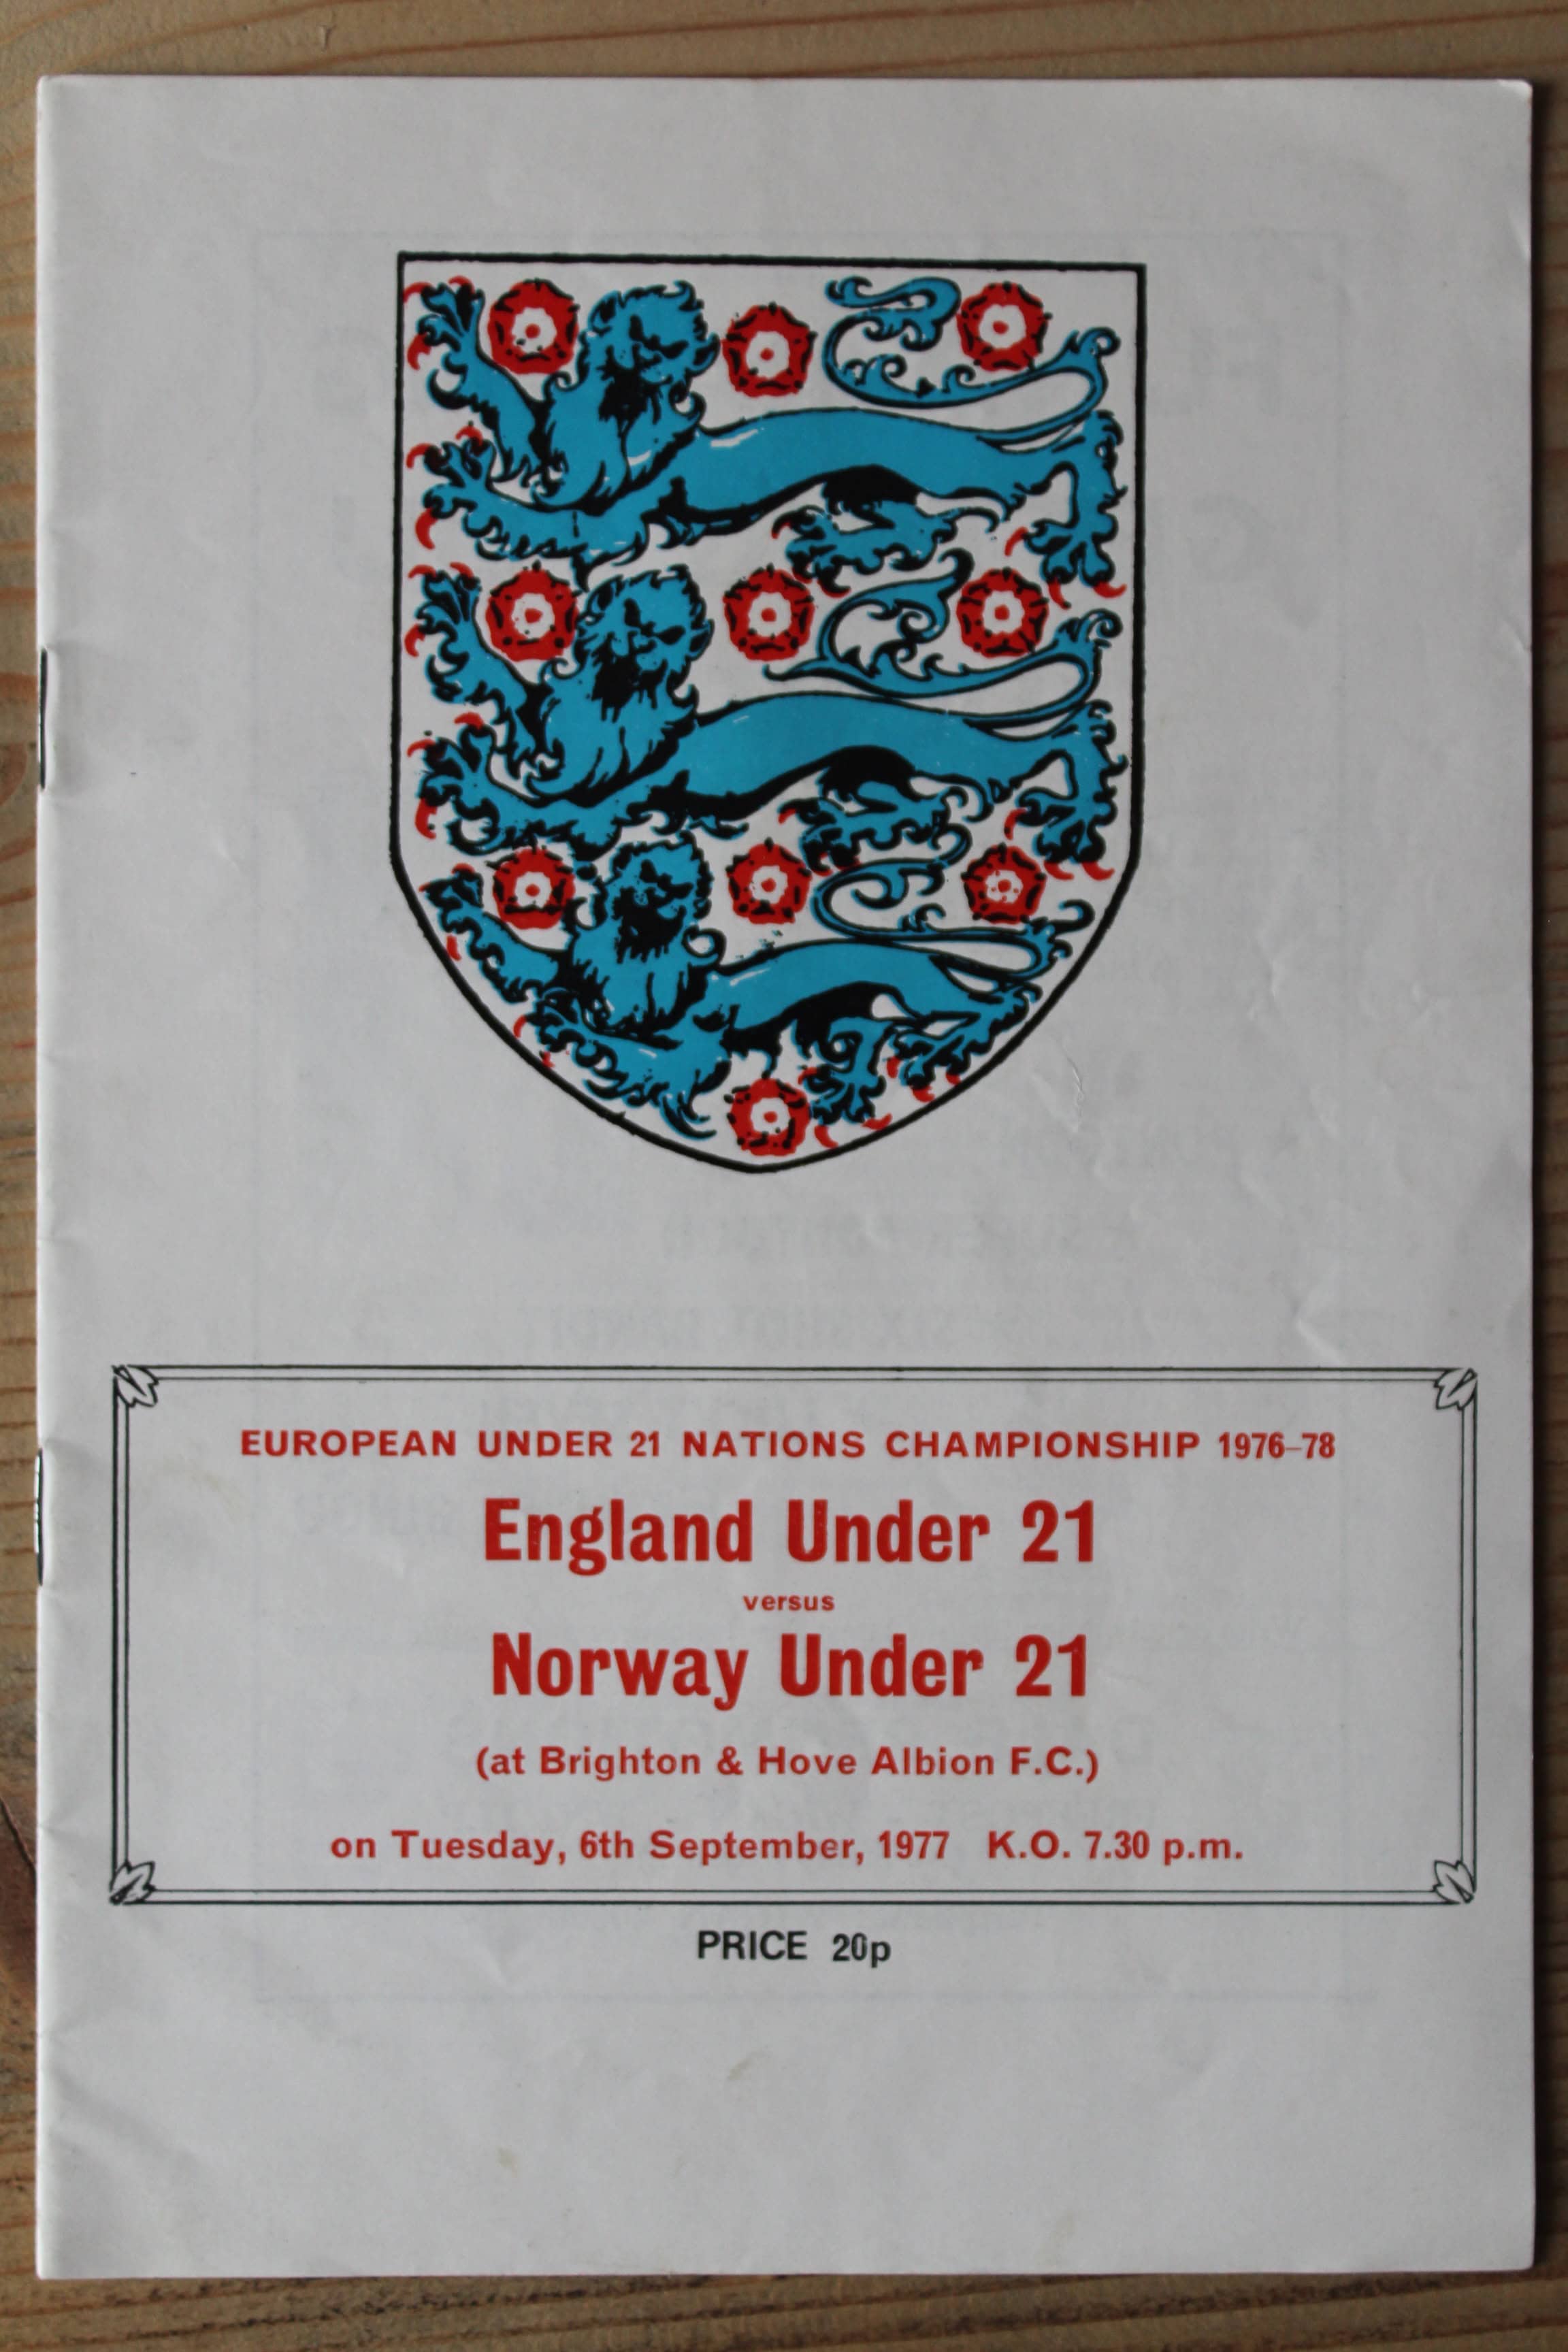 EUROPEAN UNDER 21 NATIONS CHAMPIONSHIP 1976–78
England Under 21
versus
Norway Under 21
(at Brighton & Hove Albion F.C.)
on Tuesday, 6th September, 1977 K.O. 7.30 p.m.
PRICE 20p